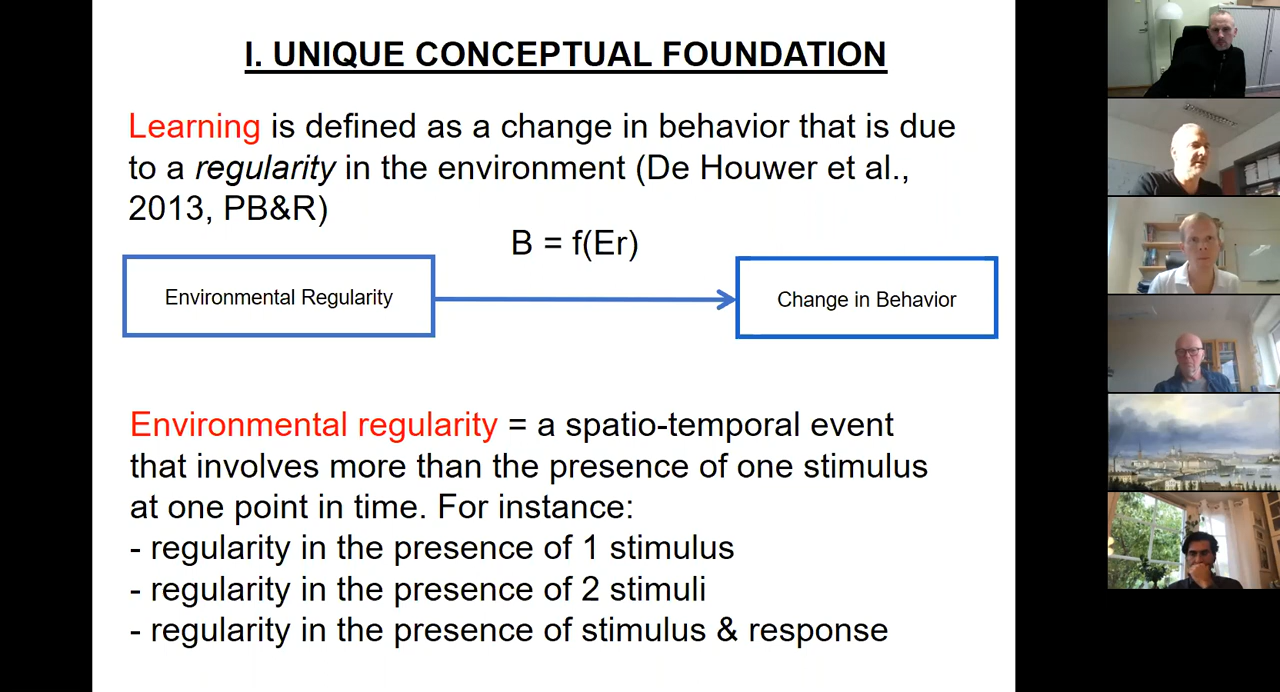 I. UNIQUE CONCEPTUAL FOUNDATION
Learning is defined as a change in behavior that is due
to a regularity in the environment (De Houwer et al.,
2013, PB&R)
B = f(Er)
Environmental Regularity
Change in Behavior
Environmental regularity = a spatio-temporal event
that involves more than the presence of one stimulus
at one point in time. For instance:
- regularity in the presence of 1 stimulus
- regularity in the presence of 2 stimuli
- regularity in the presence of stimulus & response